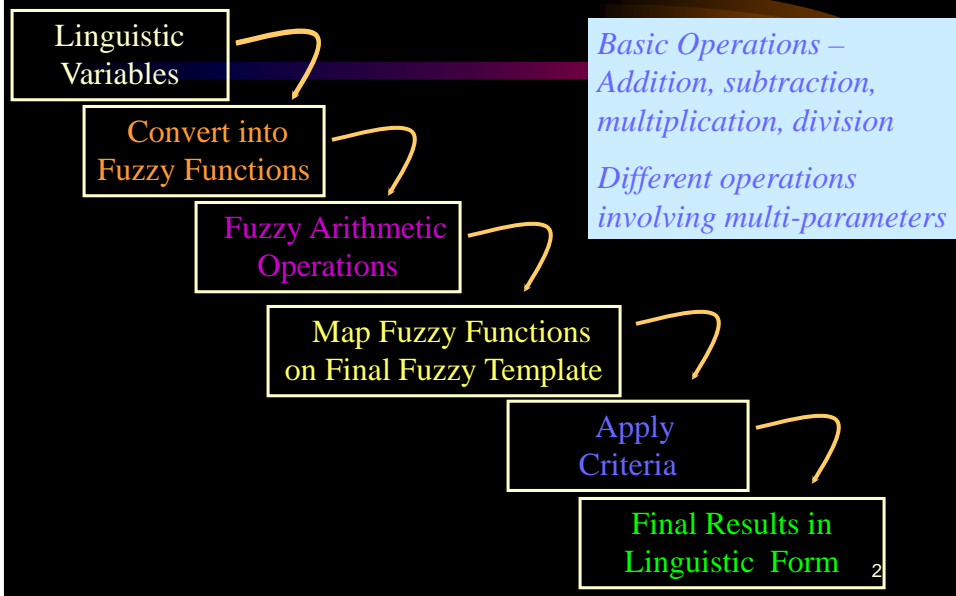 Linguistic
Variables
Basic Operations –
Addition, subtraction,
multiplication, division
Different operations
involving multi-parameters
Convert into
Fuzzy Functions
Fuzzy Arithmetic
Operations
Map Fuzzy Functions
on Final Fuzzy Template
Apply
Criteria
Final Results in
Linguistic Form
2